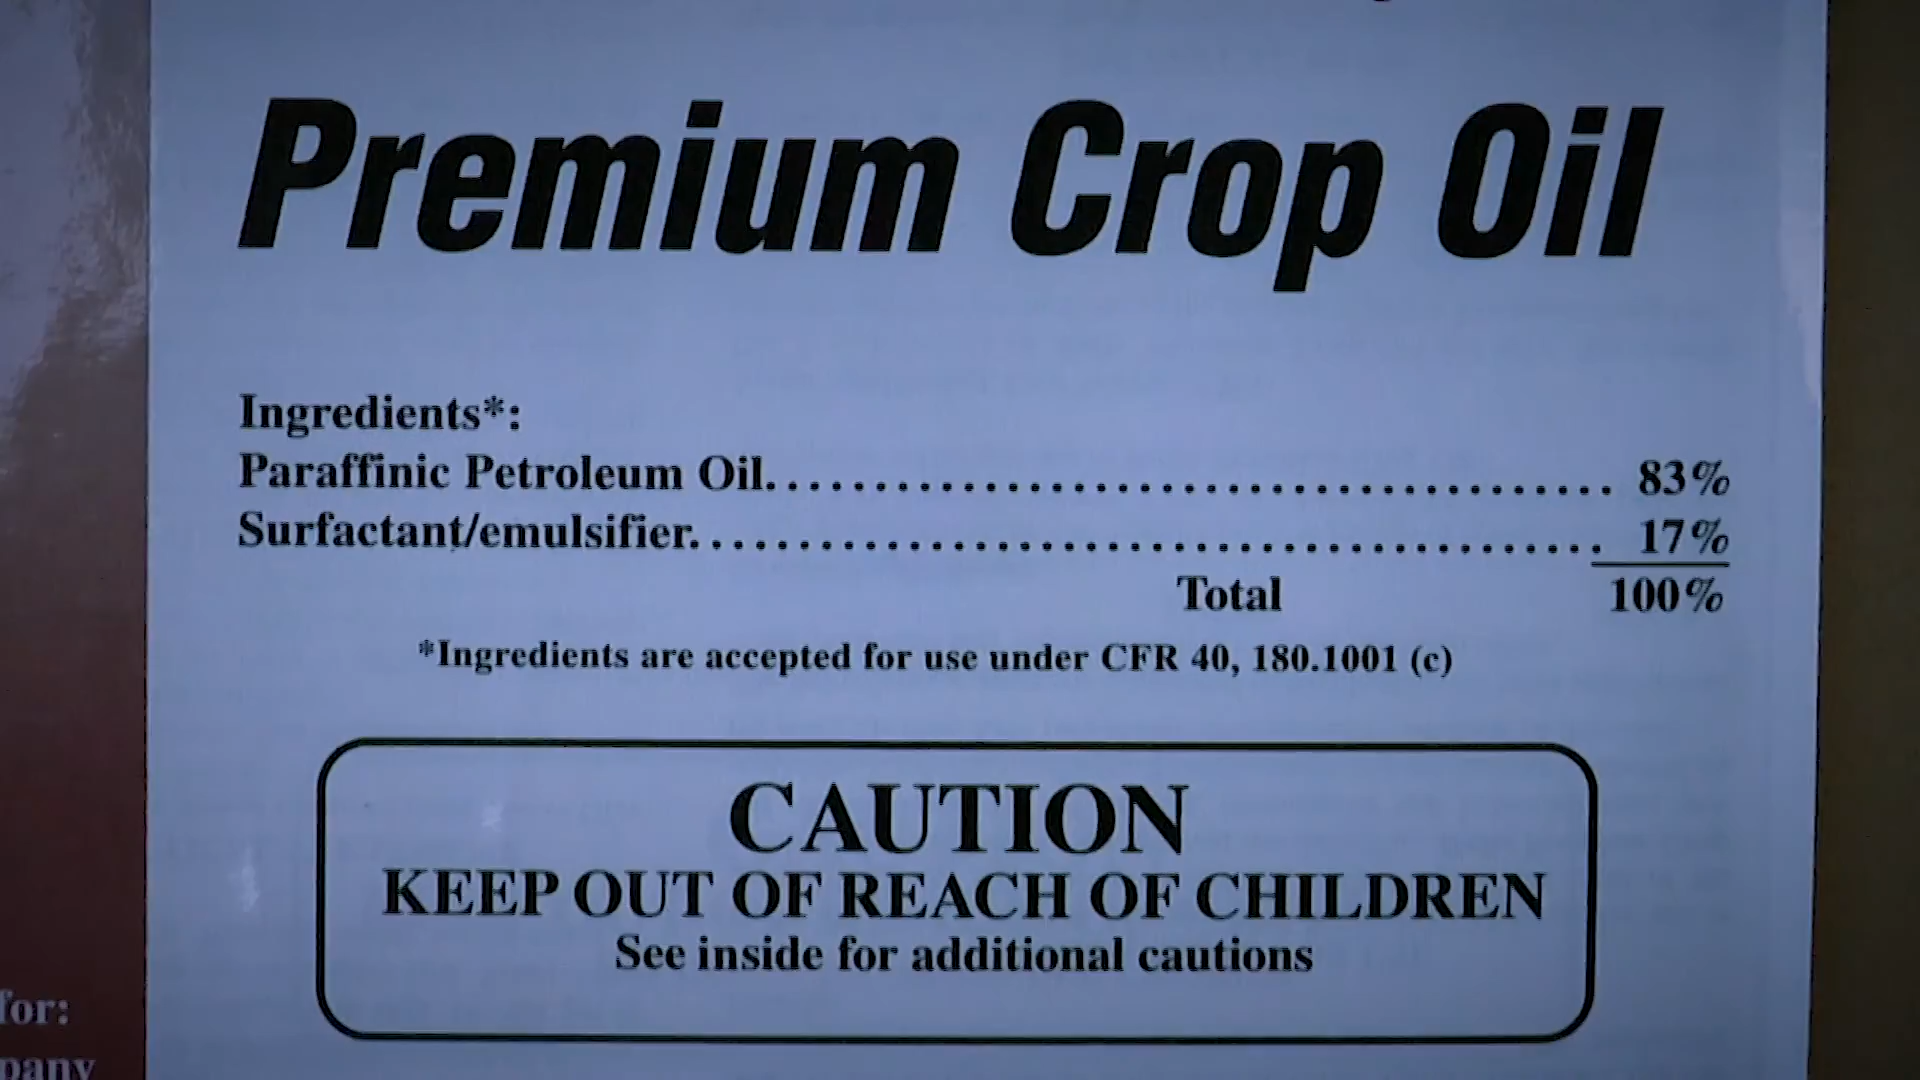 Premium Crop Oil
Ingredients*:
Paraffinic Petroleum Oil........................................ 83%
Surfactant/emulsifier.......................................... 17%
Total 100%
*Ingredients are accepted for use under CFR 40, 180.1001 (c)
CAUTION
KEEP OUT OF REACH OF CHILDREN
See inside for additional cautions
for: